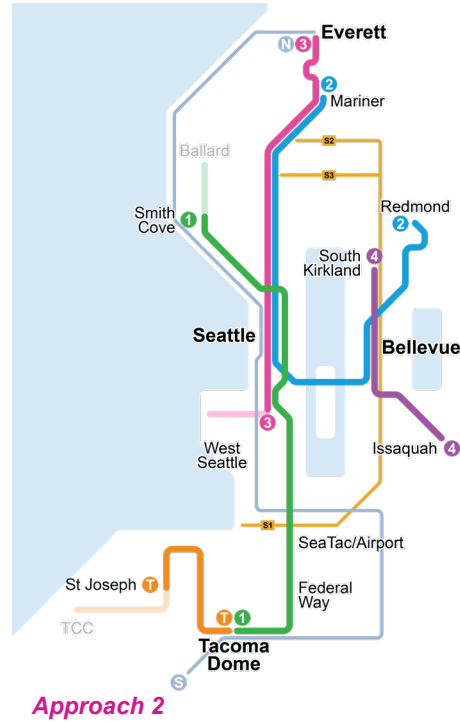 Everett
N 3
2
Mariner
S2
Ballard
S3
Redmond
Smith
Cove 1
2
South
Kirkland 4
Seattle
Bellevue
3
West
Seattle
Issaquah 4
S1
SeaTac/Airport
St Joseph T
Federal
Way
TCC
T 1
Tacoma
Dome
S
Approach 2